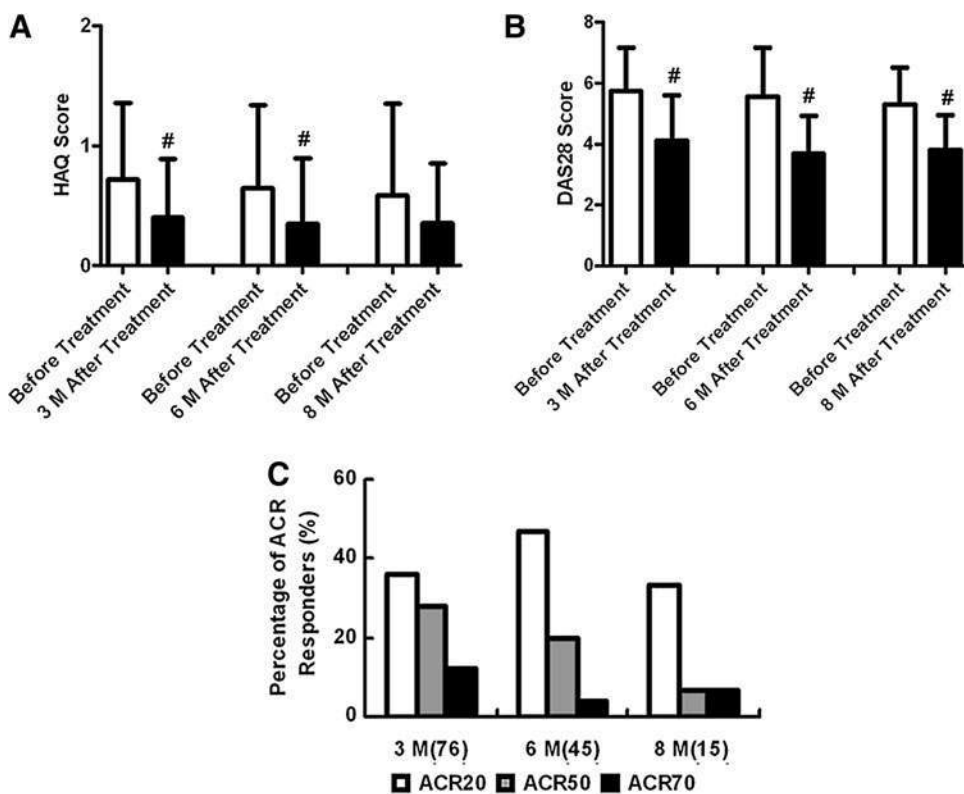 A
HAQ Score
2
1
0
#
#
Before Treatment
3 M After Treatment
Before Treatment
6 M After Treatment
Before Treatment
8 M After Treatment
B
DAS28 Score
8
6
4
2
0
#
#
#
Before Treatment
3 M After Treatment
Before Treatment
6 M After Treatment
Before Treatment
8 M After Treatment
C
Percentage of ACR
Responders (%)
60
40
20
0
3 M(76)
6 M(45)
8 M(15)
ACR20 ACR50 ACR70